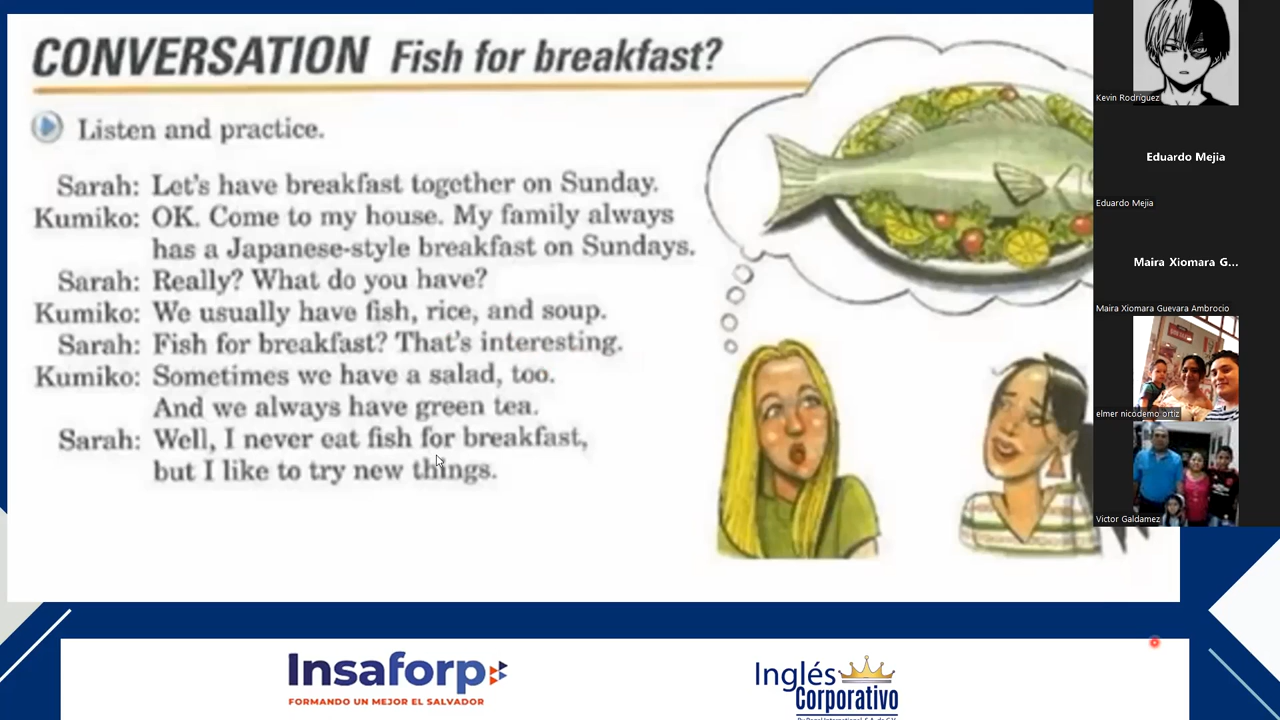 CONVERSATION Fish for breakfast?
Listen and practice.
Sarah: Let's have breakfast together on Sunday.
Kumiko: OK. Come to my house. My family always
has a Japanese-style breakfast on Sundays.
Sarah: Really? What do you have?
Kumiko: We usually have fish, rice, and soup.
Sarah: Fish for breakfast? That's interesting.
Kumiko: Sometimes we have a salad, too.
And we always have green tea.
Sarah: Well, I never eat fish for breakfast,
but I like to try new things.
Kevin Rodriguez
Eduardo Mejia
Eduardo Mejia
Maira Xiomara G...
Maira Xiomara Guevara Ambrocio
elmer nicodemo ortiz
Victor Galdamez
Insaforp
FORMANDO UN MEJOR EL SALVADOR
Inglés
Corporativo